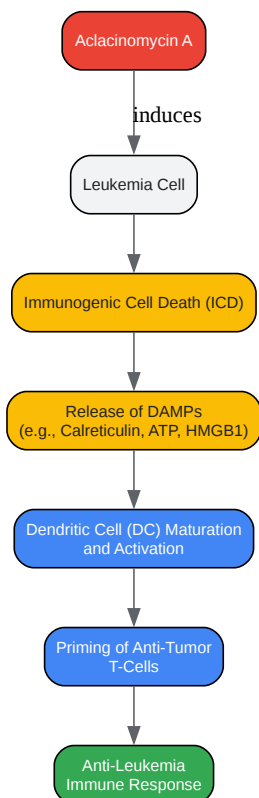 Aclacinomycin A
induces
Leukemia Cell
Immunogenic Cell Death (ICD)
Release of DAMPs
(e.g., Calreticulin, ATP, HMGB1)
Dendritic Cell (DC) Maturation
and Activation
Priming of Anti-Tumor
T-Cells
Anti-Leukemia
Immune Response